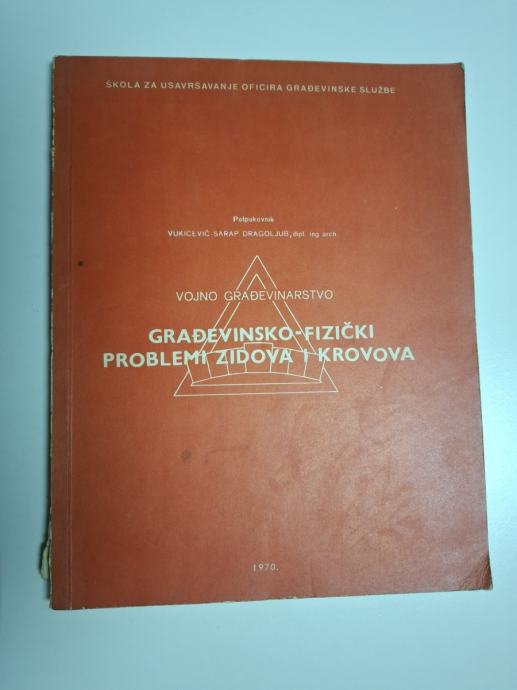 ŠKOLA ZA USAVRŠAVANJE OFICIRA GRAĐEVINSKE SLUŽBE
Potpukovnik
VUKIĆEVIĆ SARAP DRAGOLJUB, dipl. ing. arch.
VOJNO GRAĐEVINARSTVO
GRAĐEVINSKO-FIZIČKI
PROBLEMI ZIDOVA I KROVOVA
1970.